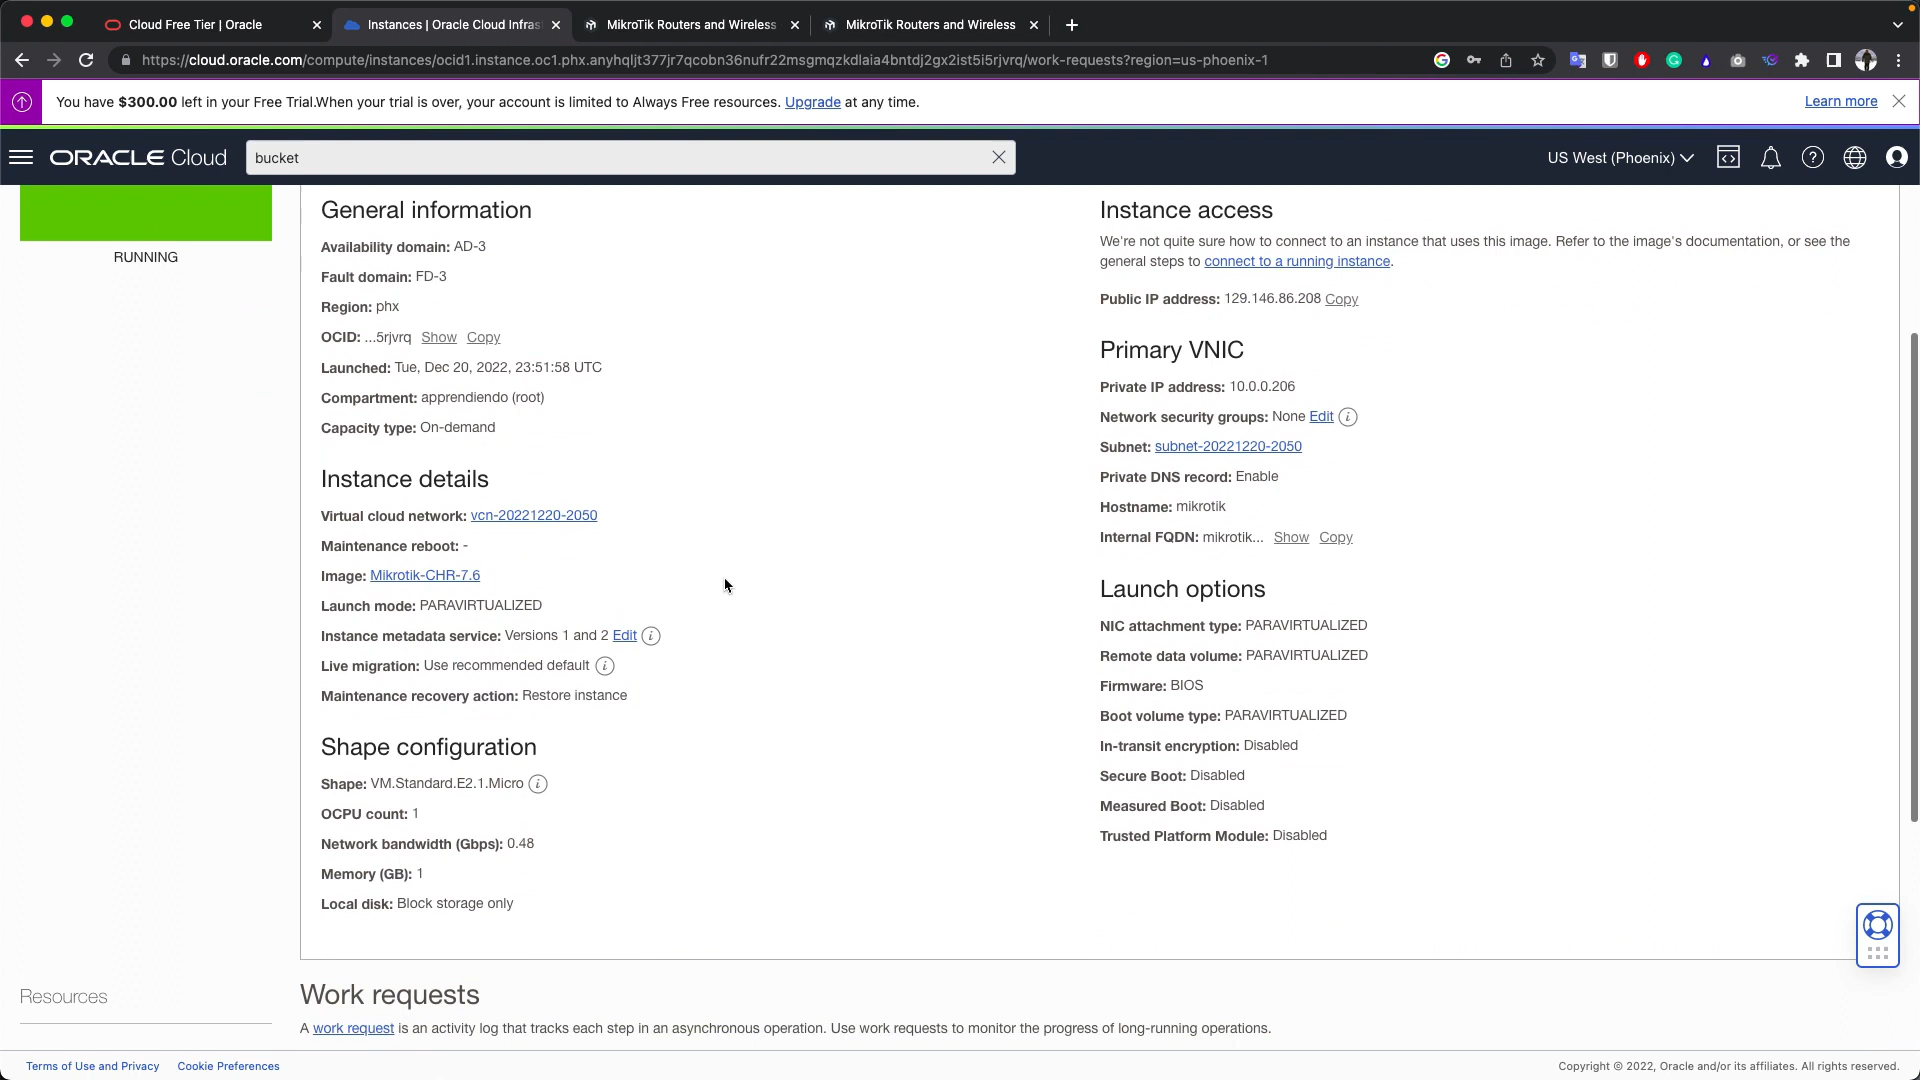 Cloud Free Tier | Oracle
Instances | Oracle Cloud Infras
MikroTik Routers and Wireless
MikroTik Routers and Wireless
https://cloud.oracle.com/compute/instances/ocid1.instance.oc1.phx.anyhqljt377jr7qcobn36nufr22msgmqzkdlaia4bntdj2gx2ist5i5rjvrq/work-requests?region=us-phoenix-1
You have $300.00 left in your Free Trial.When your trial is over, your account is limited to Always Free resources. Upgrade at any time.
Learn more
ORACLE Cloud
bucket
US West (Phoenix)
RUNNING
General information
Availability domain: AD-3
Fault domain: FD-3
Region: phx
OCID: ...5rjvrq Show Copy
Launched: Tue, Dec 20, 2022, 23:51:58 UTC
Compartment: apprendiendo (root)
Capacity type: On-demand
Instance details
Virtual cloud network: vcn-20221220-2050
Maintenance reboot: -
Image: Mikrotik-CHR-7.6
Launch mode: PARAVIRTUALIZED
Instance metadata service: Versions 1 and 2 Edit
Live migration: Use recommended default
Maintenance recovery action: Restore instance
Shape configuration
Shape: VM.Standard.E2.1.Micro
OCPU count: 1
Network bandwidth (Gbps): 0.48
Memory (GB): 1
Local disk: Block storage only
Instance access
We're not quite sure how to connect to an instance that uses this image. Refer to the image's documentation, or see the
general steps to connect to a running instance.
Public IP address: 129.146.86.208 Copy
Primary VNIC
Private IP address: 10.0.0.206
Network security groups: None Edit
Subnet: subnet-20221220-2050
Private DNS record: Enable
Hostname: mikrotik
Internal FQDN: mikrotik... Show Copy
Launch options
NIC attachment type: PARAVIRTUALIZED
Remote data volume: PARAVIRTUALIZED
Firmware: BIOS
Boot volume type: PARAVIRTUALIZED
In-transit encryption: Disabled
Secure Boot: Disabled
Measured Boot: Disabled
Trusted Platform Module: Disabled
Resources
Work requests
A work request is an activity log that tracks each step in an asynchronous operation. Use work requests to monitor the progress of long-running operations.
Terms of Use and Privacy
Cookie Preferences
Copyright © 2022, Oracle and/or its affiliates. All rights reserved.